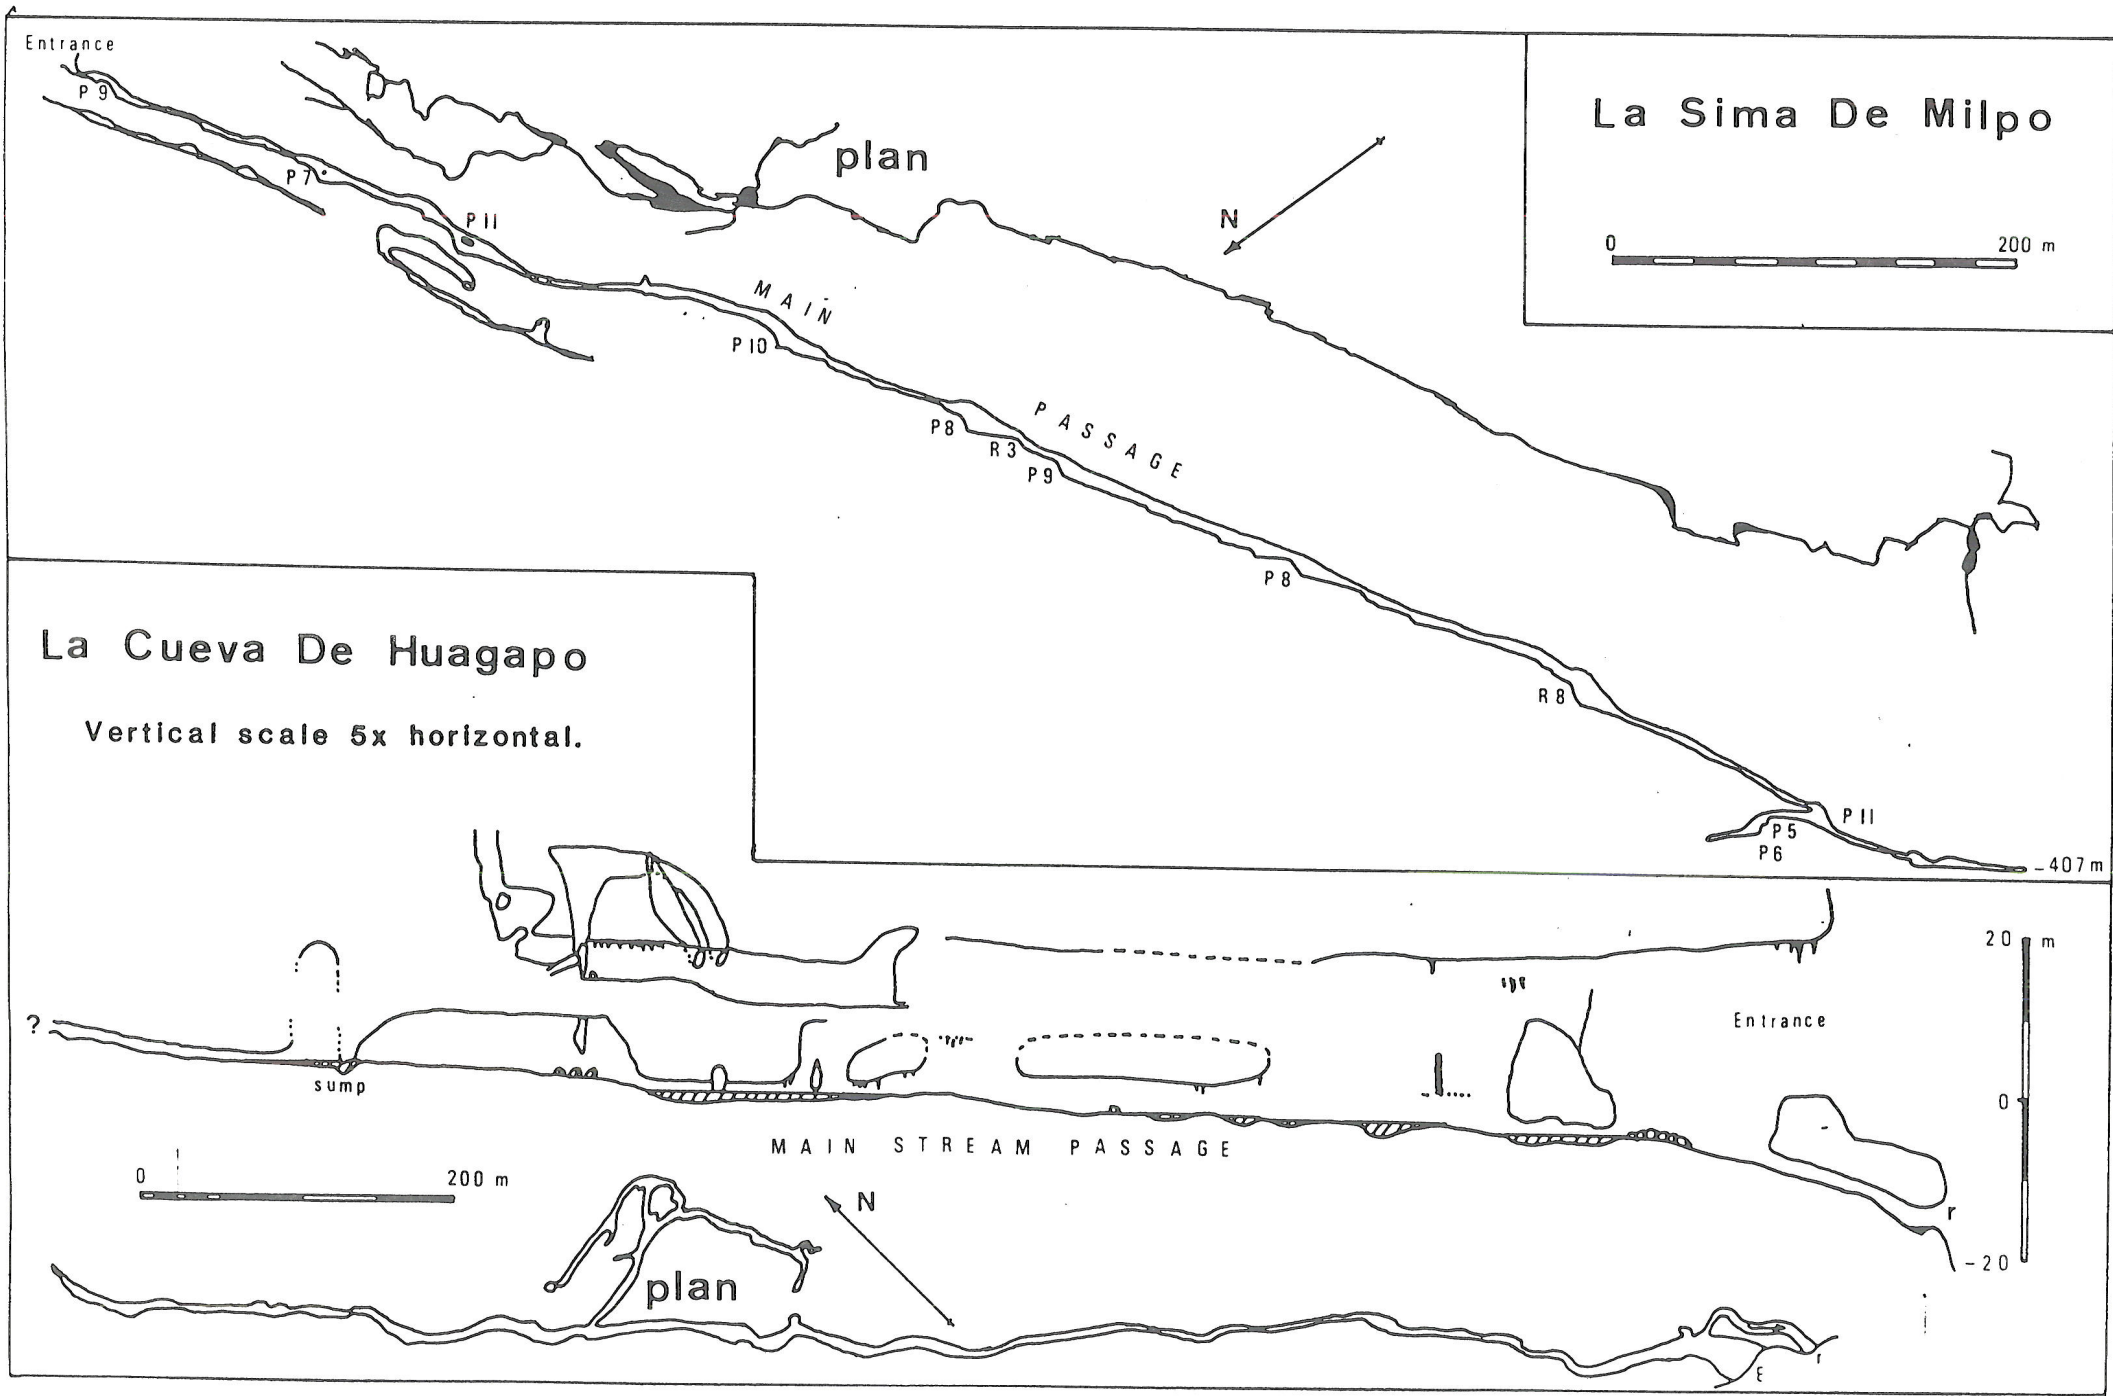 Entrance
P 9
P 7
P 11
plan
N
La Sima De Milpo
0 200 m
MAIN
P 10
PASSAGE
P 8
R 3
P 9
P 8
R 8
P 11
P 5
P 6
-407m
La Cueva De Huagapo
Vertical scale 5x horizontal.
20 m
?
sump
Entrance
0
MAIN STREAM PASSAGE
0 200 m
N
r
-20
plan
E
r